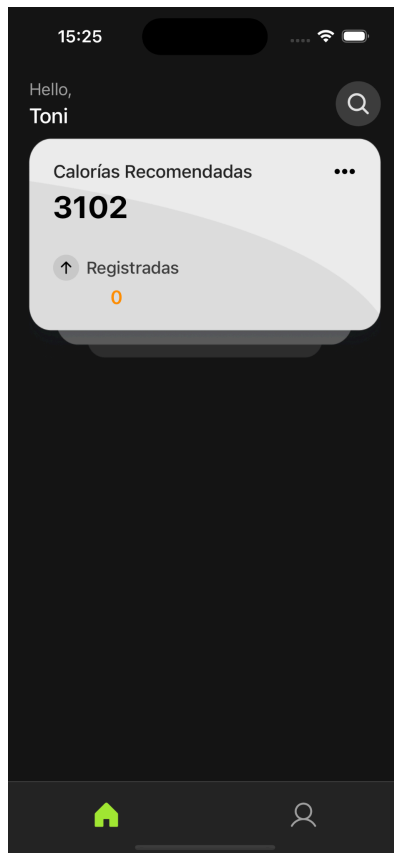 15:25
Hello,
Toni
Calorías Recomendadas
3102
Registradas
0